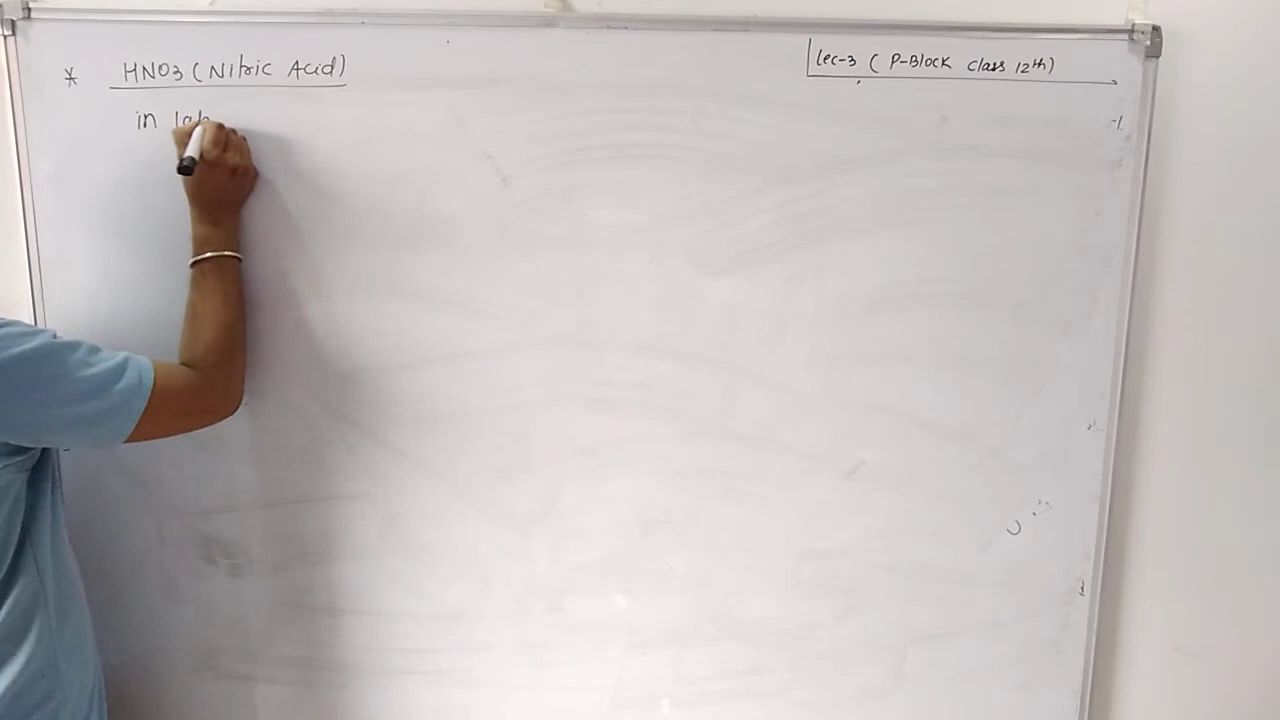 * HNO3 (Nitric Acid)
Lec-3 ( P-Block class 12th)
in lab